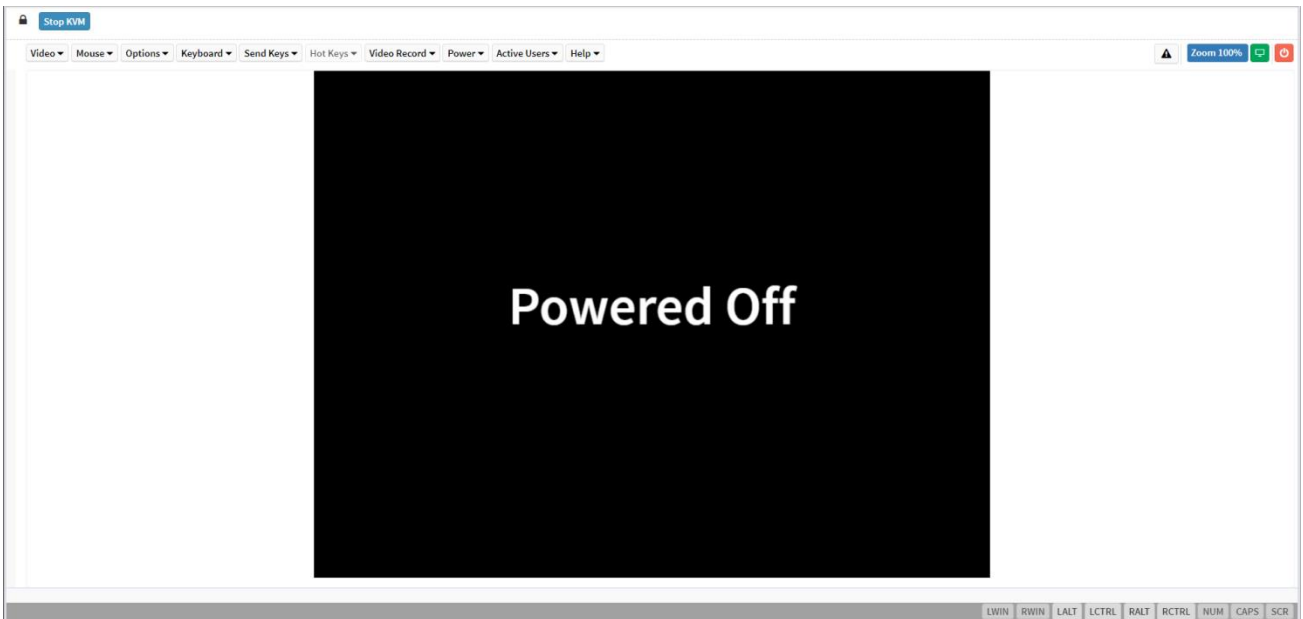 Stop KVM
Video Mouse Options Keyboard Send Keys Hot Keys Video Record Power Active Users Help Zoom 100%
Powered Off
LWIN RWIN LALT LCTRL RALT RCTRL NUM CAPS SCR